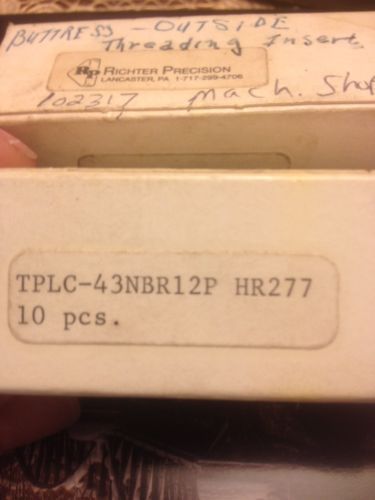 BUTTRESS - OUTSIDE
Threading Insert
RP RICHTER PRECISION
LANCASTER, PA 1-717-299-4706
102317 Mach. Shop
TPLC-43NBR12P HR277
10 pcs.